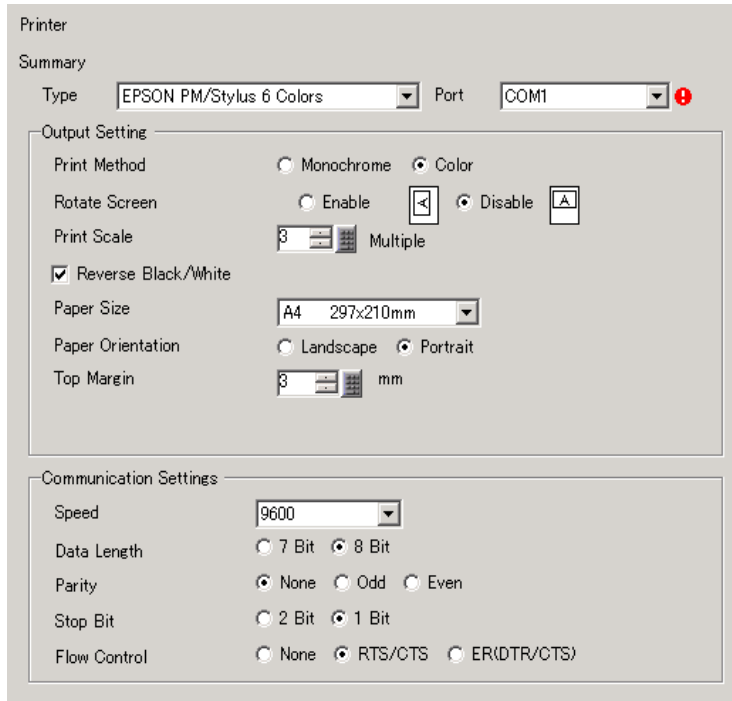 Printer
Summary
Type EPSON PM/Stylus 6 Colors Port COM1
Output Setting
Print Method Monochrome Color
Rotate Screen Enable A Disable A
Print Scale 3 Multiple
Reverse Black/White
Paper Size A4 297x210mm
Paper Orientation Landscape Portrait
Top Margin 3 mm
Communication Settings
Speed 9600
Data Length 7 Bit 8 Bit
Parity None Odd Even
Stop Bit 2 Bit 1 Bit
Flow Control None RTS/CTS ER(DTR/CTS)